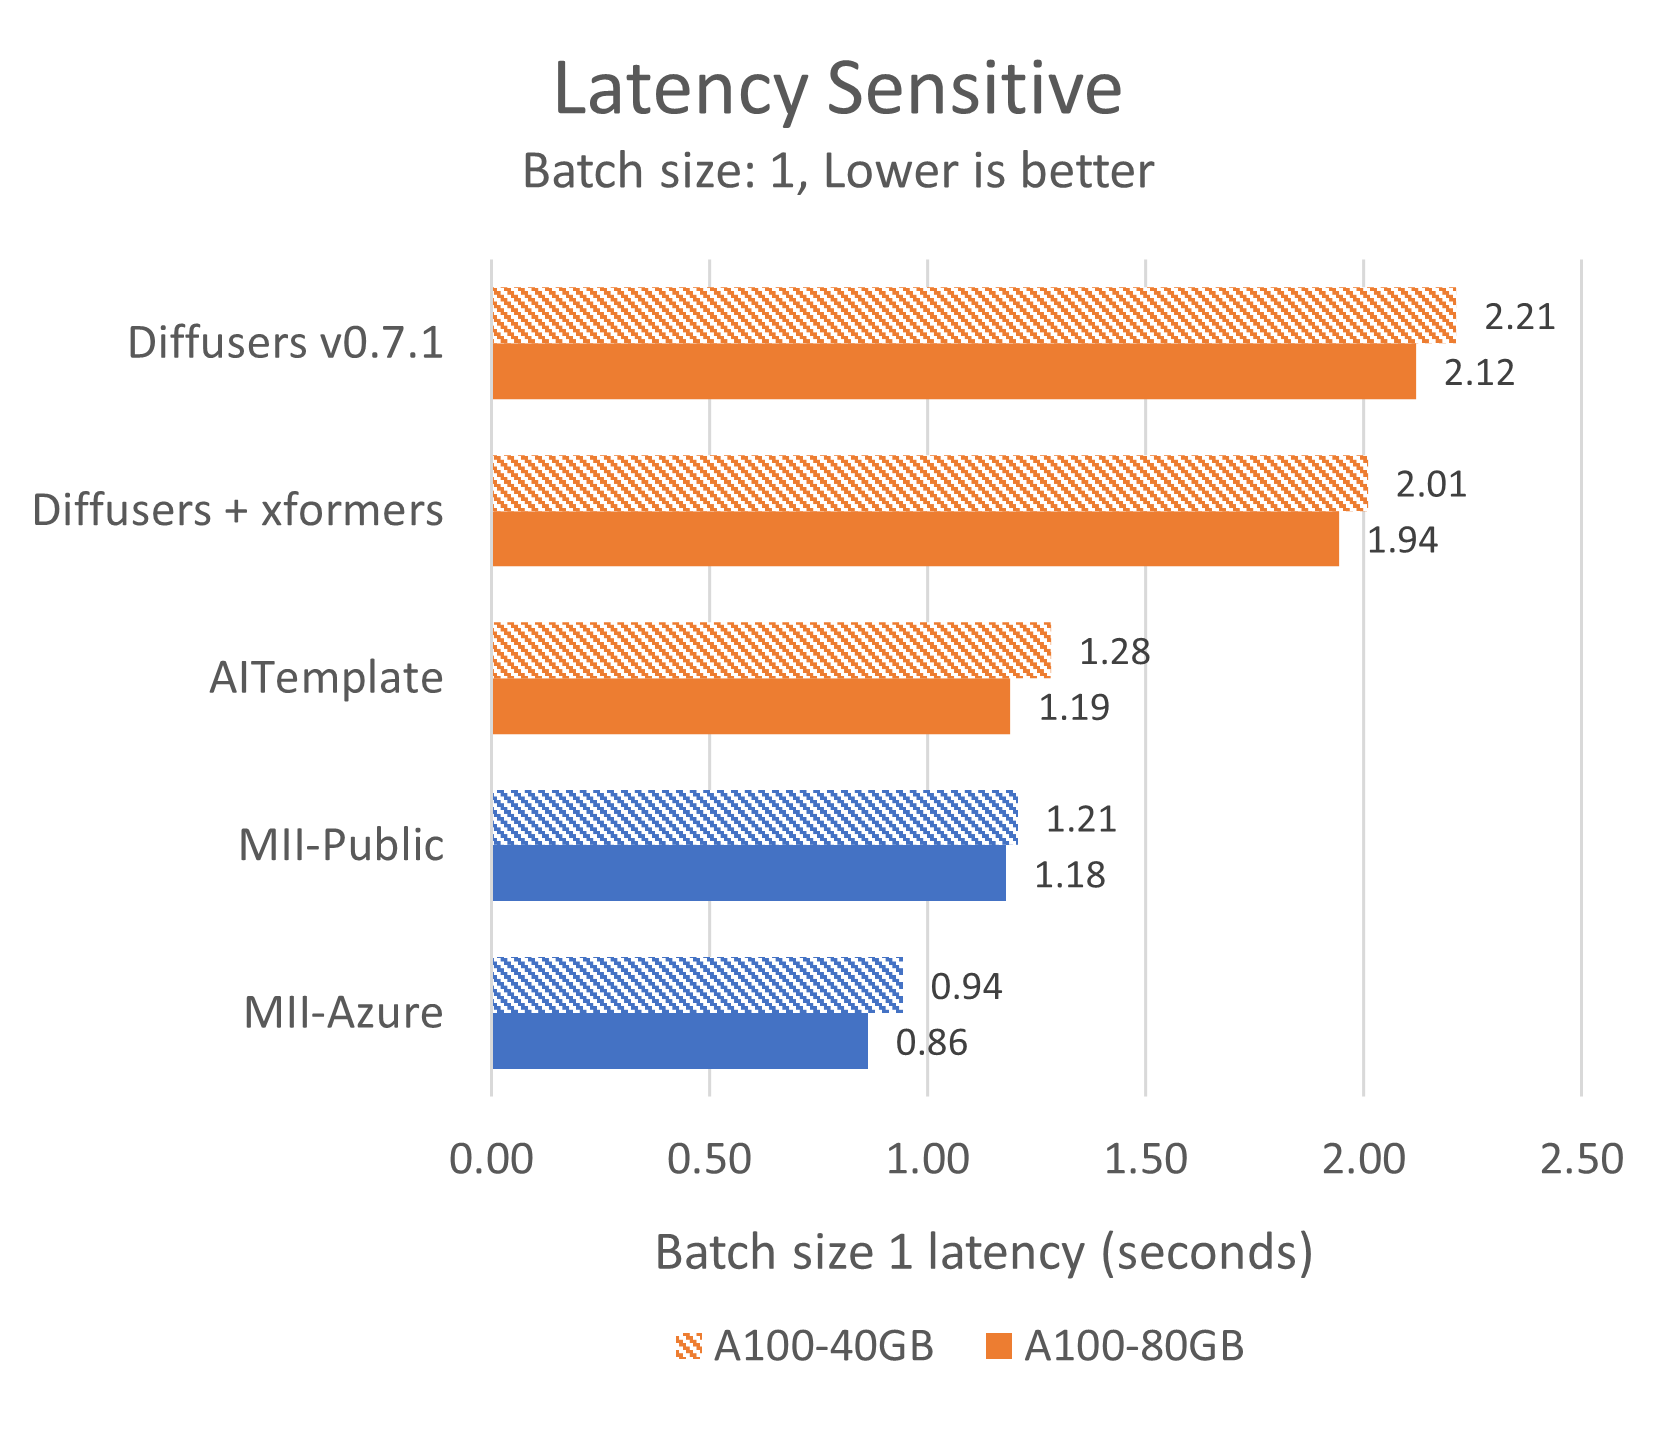 Latency Sensitive
Batch size: 1, Lower is better
Diffusers v0.7.1
2.21
2.12
Diffusers + xformers
2.01
1.94
AITemplate
1.28
1.19
MII-Public
1.21
1.18
MII-Azure
0.94
0.86
0.00 0.50 1.00 1.50 2.00 2.50
Batch size 1 latency (seconds)
A100-40GB A100-80GB